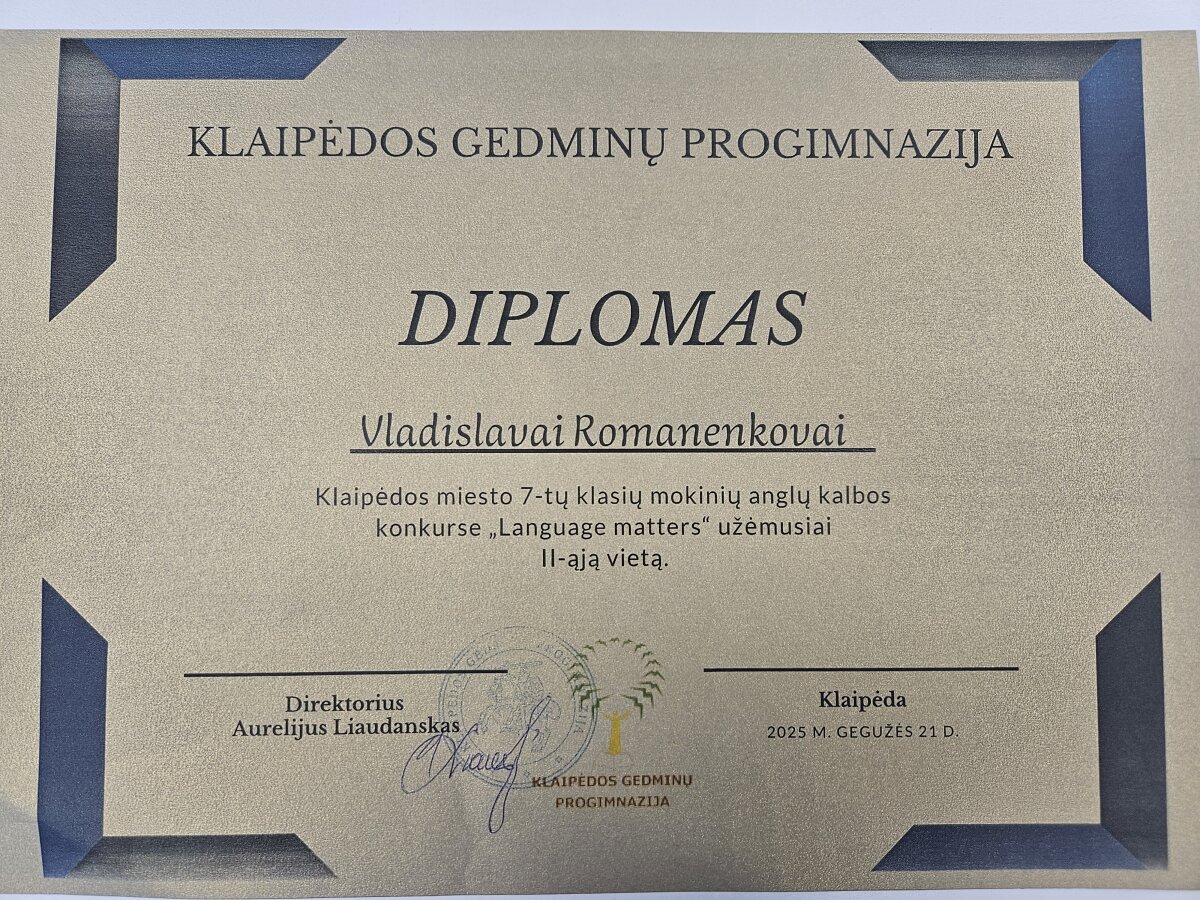 KLAIPĖDOS GEDMINŲ PROGIMNAZIJA
DIPLOMAS
Vladislavai Romanenkovai
Klaipėdos miesto 7-tų klasių mokinių anglų kalbos
konkurse „Language matters“ užėmusiai
II-ąją vietą.
Direktorius
Aurelijus Liaudanskas
KLAIPĖDOS GEDMINŲ
PROGIMNAZIJA
Klaipėda
2025 M. GEGUŽĖS 21 D.